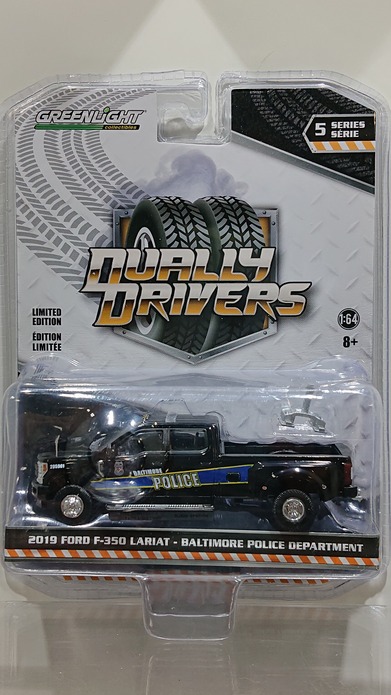 GREENLIGHT
collectibles
5 SERIES
SÉRIE
DUALLY
DRIVERS
LIMITED
EDITION
ÉDITION
LIMITÉE
1:64
8+
BALTIMORE
POLICE
2019 FORD F-350 LARIAT - BALTIMORE POLICE DEPARTMENT